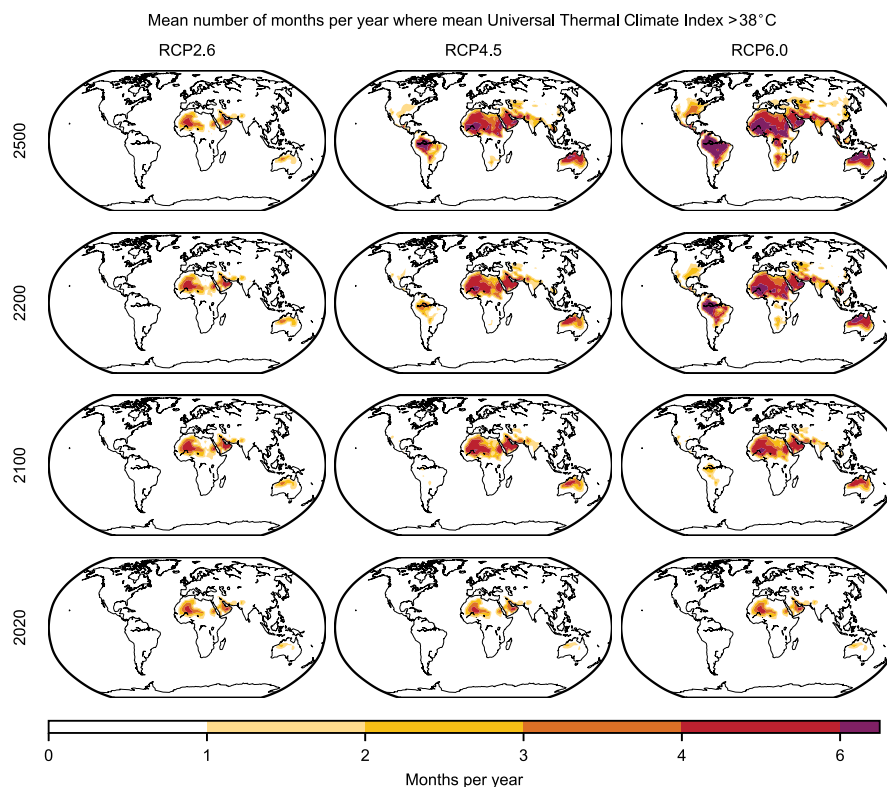 Mean number of months per year where mean Universal Thermal Climate Index >38°C
RCP2.6 RCP4.5 RCP6.0
2500
2200
2100
2020
0 1 2 3 4 6
Months per year